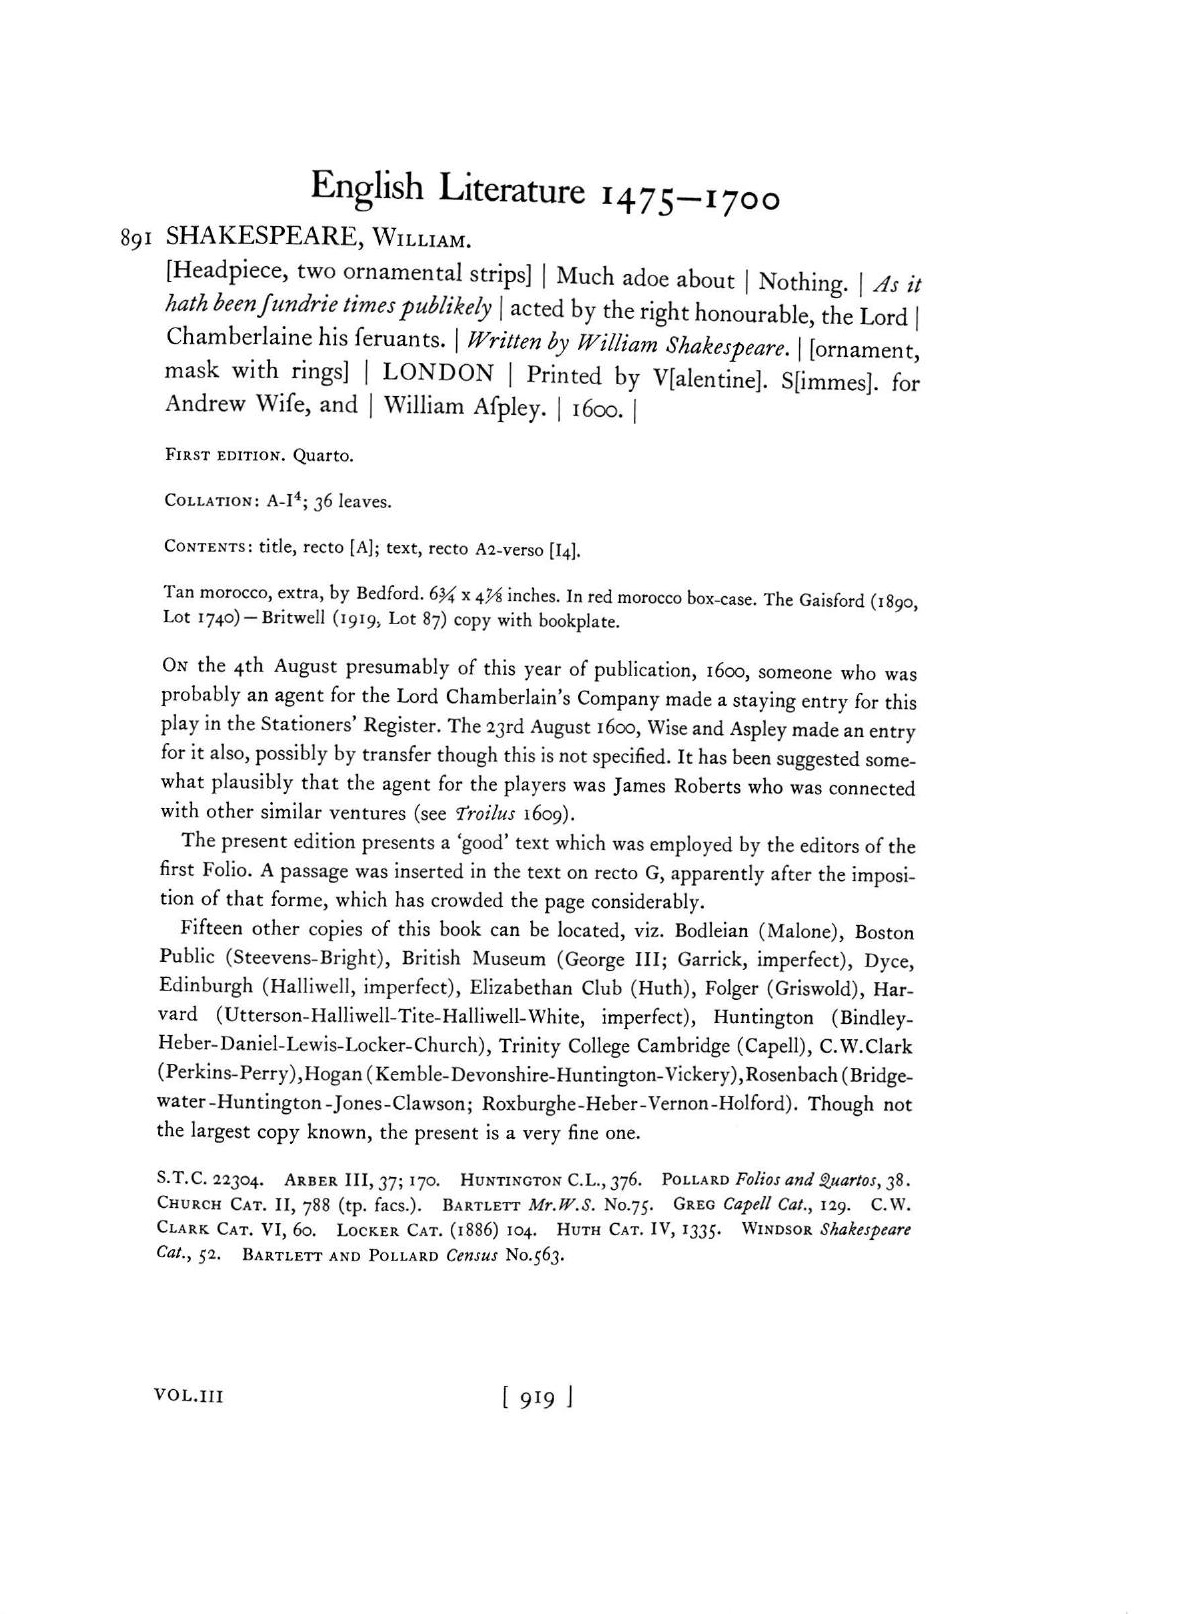 English Literature 1475–1700
891 SHAKESPEARE, WILLIAM.
[Headpiece, two ornamental strips] | Much adoe about | Nothing. | As it
hath been ſundrie times publikely | acted by the right honourable, the Lord |
Chamberlaine his ſeruants. | Written by William Shakespeare. | [ornament,
mask with rings] | LONDON | Printed by V[alentine]. S[immes]. for
Andrew Wiſe, and | William Aſpley. | 1600. |
FIRST EDITION. Quarto.
COLLATION: A-I⁴; 36 leaves.
CONTENTS: title, recto [A]; text, recto A2-verso [I4].
Tan morocco, extra, by Bedford. 6¾ x 4⅞ inches. In red morocco box-case. The Gaisford (1890,
Lot 1740) — Britwell (1919, Lot 87) copy with bookplate.
ON the 4th August presumably of this year of publication, 1600, someone who was
probably an agent for the Lord Chamberlain's Company made a staying entry for this
play in the Stationers' Register. The 23rd August 1600, Wise and Aspley made an entry
for it also, possibly by transfer though this is not specified. It has been suggested some-
what plausibly that the agent for the players was James Roberts who was connected
with other similar ventures (see Troilus 1609).
The present edition presents a 'good' text which was employed by the editors of the
first Folio. A passage was inserted in the text on recto G, apparently after the imposi-
tion of that forme, which has crowded the page considerably.
Fifteen other copies of this book can be located, viz. Bodleian (Malone), Boston
Public (Steevens-Bright), British Museum (George III; Garrick, imperfect), Dyce,
Edinburgh (Halliwell, imperfect), Elizabethan Club (Huth), Folger (Griswold), Har-
vard (Utterson-Halliwell-Tite-Halliwell-White, imperfect), Huntington (Bindley-
Heber-Daniel-Lewis-Locker-Church), Trinity College Cambridge (Capell), C.W.Clark
(Perkins-Perry), Hogan (Kemble-Devonshire-Huntington-Vickery), Rosenbach (Bridge-
water-Huntington-Jones-Clawson; Roxburghe-Heber-Vernon-Holford). Though not
the largest copy known, the present is a very fine one.
S.T.C. 22304. ARBER III, 37; 170. HUNTINGTON C.L., 376. POLLARD Folios and Quartos, 38.
CHURCH CAT. II, 788 (tp. facs.). BARTLETT Mr.W.S. No.75. GREG Capell Cat., 129. C.W.
CLARK CAT. VI, 60. LOCKER CAT. (1886) 104. HUTH CAT. IV, 1335. WINDSOR Shakespeare
Cat., 52. BARTLETT AND POLLARD Census No.563.
VOL.III [ 919 ]